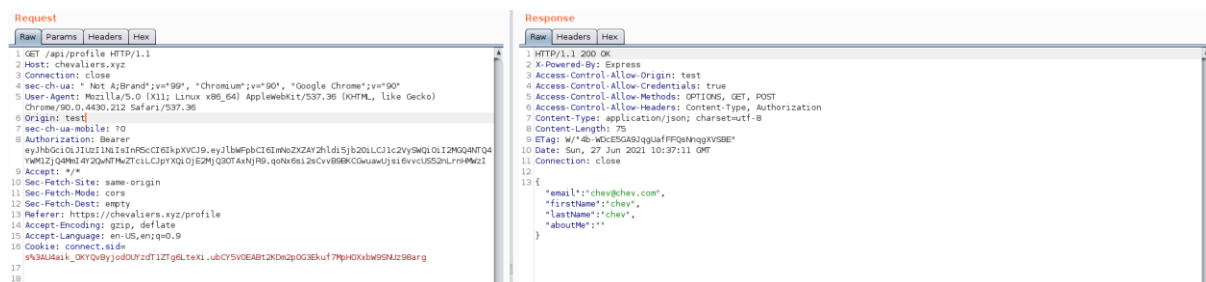 Request
Raw Params Headers Hex
1 GET /api/profile HTTP/1.1
2 Host: chevaliers.xyz
3 Connection: close
4 sec-ch-ua: " Not A;Brand";v="99", "Chromium";v="90", "Google Chrome";v="90"
5 User-Agent: Mozilla/5.0 (X11; Linux x86_64) AppleWebKit/537.36 (KHTML, like Gecko)
Chrome/90.0.4430.212 Safari/537.36
6 Origin: test
7 sec-ch-ua-mobile: ?0
8 Authorization: Bearer
9 Accept: */*
10 Sec-Fetch-Site: same-origin
11 Sec-Fetch-Mode: cors
12 Sec-Fetch-Dest: empty
13 Referer: https://chevaliers.xyz/profile
14 Accept-Encoding: gzip, deflate
15 Accept-Language: en-US,en;q=0.9
16 Cookie: connect.sid=
17
18
Response
Raw Headers Hex
1 HTTP/1.1 200 OK
2 X-Powered-By: Express
3 Access-Control-Allow-Origin: test
4 Access-Control-Allow-Credentials: true
5 Access-Control-Allow-Methods: OPTIONS, GET, POST
6 Access-Control-Allow-Headers: Content-Type, Authorization
7 Content-Type: application/json; charset=utf-8
8 Content-Length: 75
9 ETag:
10 Date: Sun, 27 Jun 2021 10:37:11 GMT
11 Connection: close
12
13 {
"email":"chev@chev.com",
"firstName":"chev",
"lastName":"chev",
"aboutMe":""
}